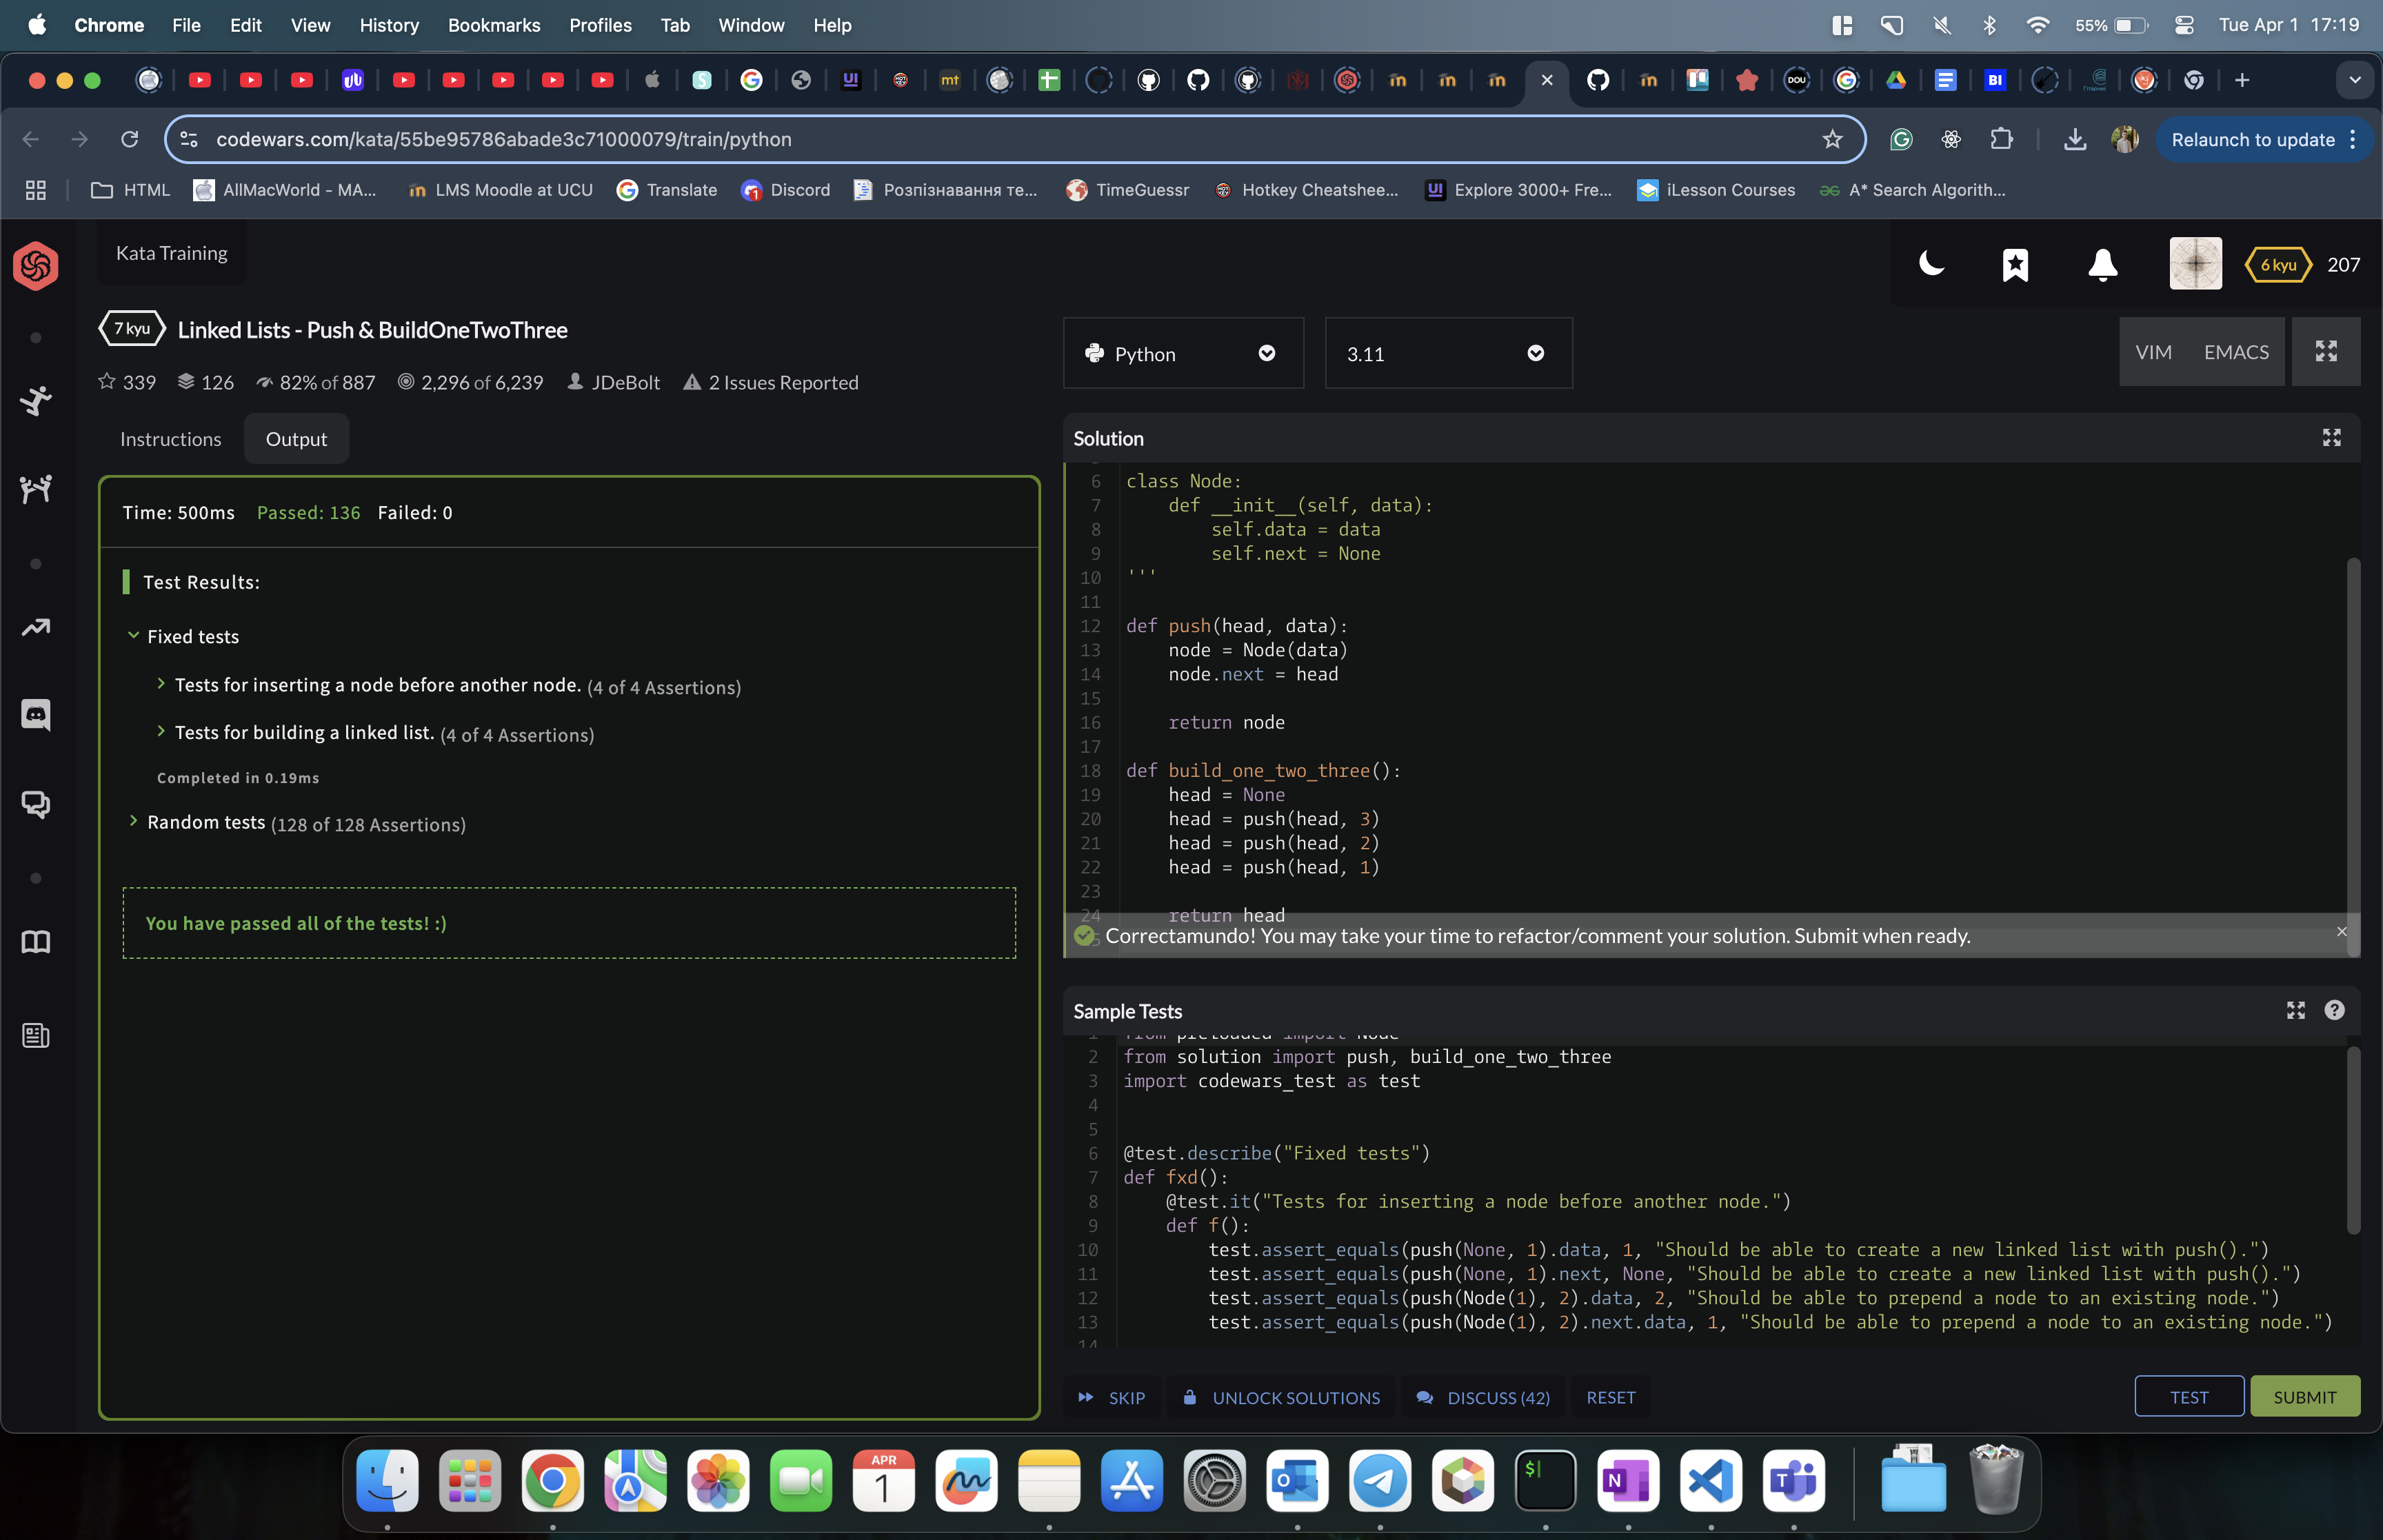 Chrome File Edit View History Bookmarks Profiles Tab Window Help
55% Tue Apr 1 17:19
codewars.com/kata/55be95786abade3c71000079/train/python
Relaunch to update
HTML
AllMacWorld - MA...
LMS Moodle at UCU
Translate
Discord
Розпізнавання те...
TimeGuessr
Hotkey Cheatshee...
Explore 3000+ Fre...
iLesson Courses
A* Search Algorith...
Kata Training
6 kyu 207
7 kyu Linked Lists - Push & BuildOneTwoThree
339 126 82% of 887 2,296 of 6,239 JDeBolt 2 Issues Reported
Instructions Output
Time: 500ms Passed: 136 Failed: 0
Test Results:
Fixed tests
Tests for inserting a node before another node. (4 of 4 Assertions)
Tests for building a linked list. (4 of 4 Assertions)
Completed in 0.19ms
Random tests (128 of 128 Assertions)
You have passed all of the tests! :)
Python 3.11
VIM EMACS
Solution
6 class Node:
7 def __init__(self, data):
8 self.data = data
9 self.next = None
10 '''
11
12 def push(head, data):
13 node = Node(data)
14 node.next = head
15
16 return node
17
18 def build_one_two_three():
19 head = None
20 head = push(head, 3)
21 head = push(head, 2)
22 head = push(head, 1)
23
24 return head
Correctamundo! You may take your time to refactor/comment your solution. Submit when ready.
Sample Tests
1 from preloaded import Node
2 from solution import push, build_one_two_three
3 import codewars_test as test
4
5
6 @test.describe("Fixed tests")
7 def fxd():
8 @test.it("Tests for inserting a node before another node.")
9 def f():
10 test.assert_equals(push(None, 1).data, 1, "Should be able to create a new linked list with push().")
11 test.assert_equals(push(None, 1).next, None, "Should be able to create a new linked list with push().")
12 test.assert_equals(push(Node(1), 2).data, 2, "Should be able to prepend a node to an existing node.")
13 test.assert_equals(push(Node(1), 2).next.data, 1, "Should be able to prepend a node to an existing node.")
14
SKIP UNLOCK SOLUTIONS DISCUSS (42) RESET
TEST SUBMIT
APR
1